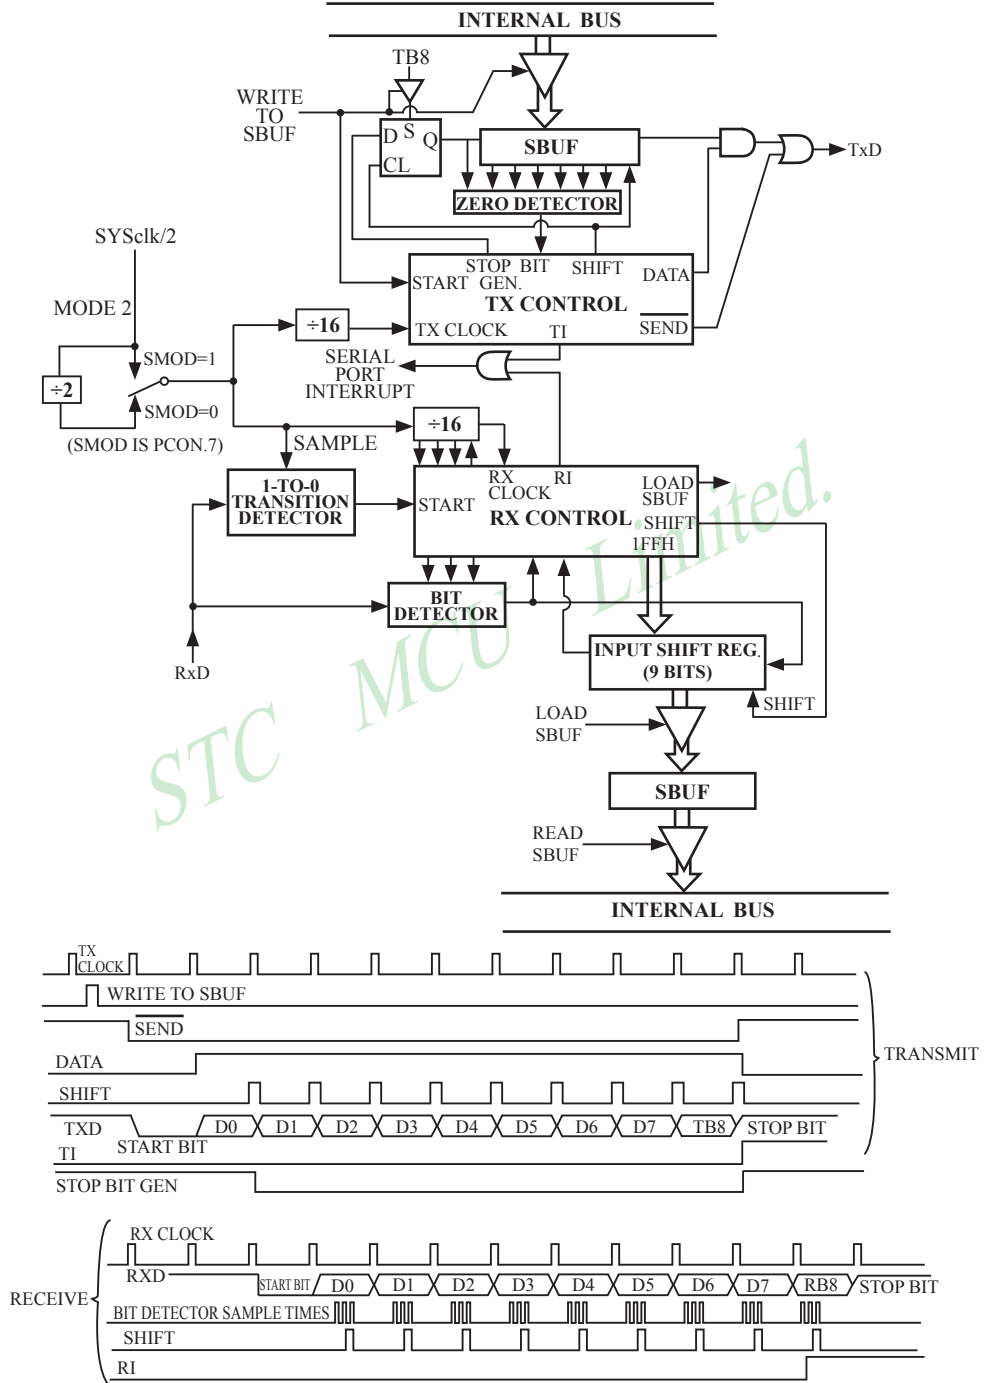 INTERNAL BUS
TB8
WRITE
TO
SBUF
D
S
Q
CL
SBUF
TxD
ZERO DETECTOR
SYSclk/2
STOP BIT
GEN.
SHIFT
START
DATA
TX CONTROL
MODE 2
÷16
TX CLOCK
TI
SEND
SMOD=1
SERIAL
PORT
INTERRUPT
÷2
SMOD=0
(SMOD IS PCON.7)
SAMPLE
÷16
1-TO-0
TRANSITION
DETECTOR
START
RX
CLOCK
RI
LOAD
SBUF
RX CONTROL
SHIFT
1FFH
BIT
DETECTOR
RxD
INPUT SHIFT REG.
(9 BITS)
SHIFT
LOAD
SBUF
SBUF
READ
SBUF
INTERNAL BUS
STC MCU Limited.
TX
CLOCK
WRITE TO SBUF
SEND
DATA
TRANSMIT
SHIFT
TXD
START BIT
D0
D1
D2
D3
D4
D5
D6
D7
TB8
STOP BIT
TI
STOP BIT GEN
RX CLOCK
RXD
START BIT
D0
D1
D2
D3
D4
D5
D6
D7
RB8
STOP BIT
RECEIVE
BIT DETECTOR SAMPLE TIMES
SHIFT
RI